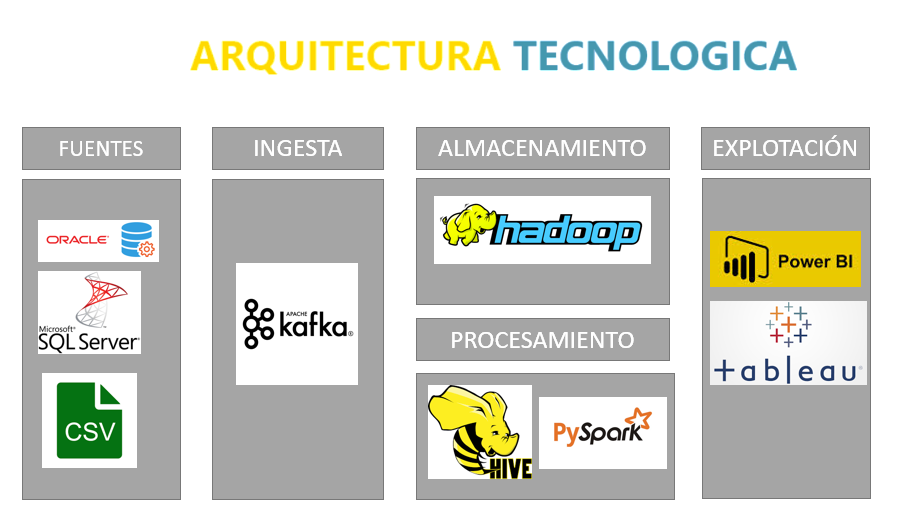 ARQUITECTURA TECNOLOGICA
FUENTES
INGESTA
ALMACENAMIENTO
EXPLOTACIÓN
ORACLE
Microsoft®
SQL Server®
CSV
APACHE
kafka®
hadoop
PROCESAMIENTO
HIVE
PySpark
Power BI
+ableau®